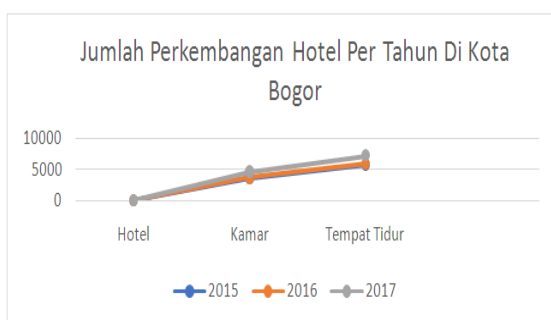 Jumlah Perkembangan Hotel Per Tahun Di Kota
Bogor
10000
5000
0
Hotel Kamar Tempat Tidur
2015 2016 2017